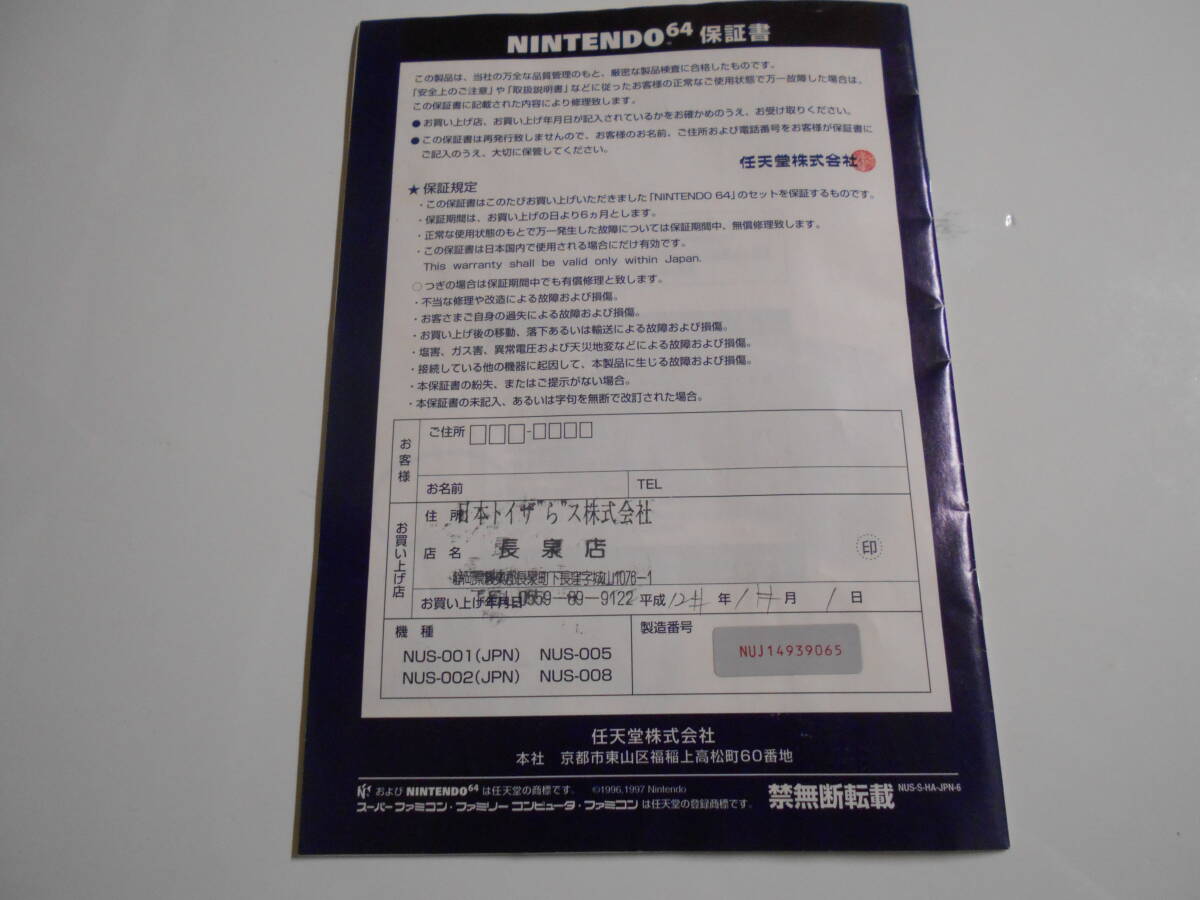 NINTENDO64 保証書
この製品は、当社の万全な品質管理のもと、厳密な製品検査に合格したものです。
「安全上のご注意」や「取扱説明書」などに従ったお客様の正常なご使用状態で万一故障した場合は、
この保証書に記載された内容により修理致します。
●お買い上げ店、お買い上げ年月日が記入されているかをお確かめのうえ、お受け取りください。
●この保証書は再発行致しませんので、お客様のお名前、ご住所および電話番号をお客様が保証書に
ご記入のうえ、大切に保管してください。
任天堂株式会社
★保証規定
・この保証書はこのたびお買い上げいただきました「NINTENDO 64」のセットを保証するものです。
・保証期間は、お買い上げの日より6ヵ月とします。
・正常な使用状態のもとで万一発生した故障については保証期間中、無償修理致します。
・この保証書は日本国内で使用される場合にだけ有効です。
This warranty shall be valid only within Japan.
○つぎの場合は保証期間中でも有償修理と致します。
・不当な修理や改造による故障および損傷。
・お客さまご自身の過失による故障および損傷。
・お買い上げ後の移動、落下あるいは輸送による故障および損傷。
・塩害、ガス害、異常電圧および天災地変などによる故障および損傷。
・接続している他の機器に起因して、本製品に生じる故障および損傷。
・本保証書の紛失、またはご提示がない場合。
・本保証書の未記入、あるいは字句を無断で改訂された場合。
お客様
ご住所 □□□-□□□□
お名前 TEL
お買い上げ店
住所 日本トイザ"ら"ス株式会社
店名 長泉店 印
長泉町下長窪字城山1076-1
お買い上げ年月日 TEL 0559-89-9122 平成12年 1月 1日
機種
NUS-001(JPN) NUS-005
NUS-002(JPN) NUS-008
製造番号
NUJ14939065
任天堂株式会社
本社 京都市東山区福稲上高松町60番地
および NINTENDO64 は任天堂の商標です。 ©1996,1997 Nintendo
スーパーファミコン・ファミリーコンピュータ・ファミコン は任天堂の登録商標です。
禁無断転載 NUS-S-HA-JPN-6